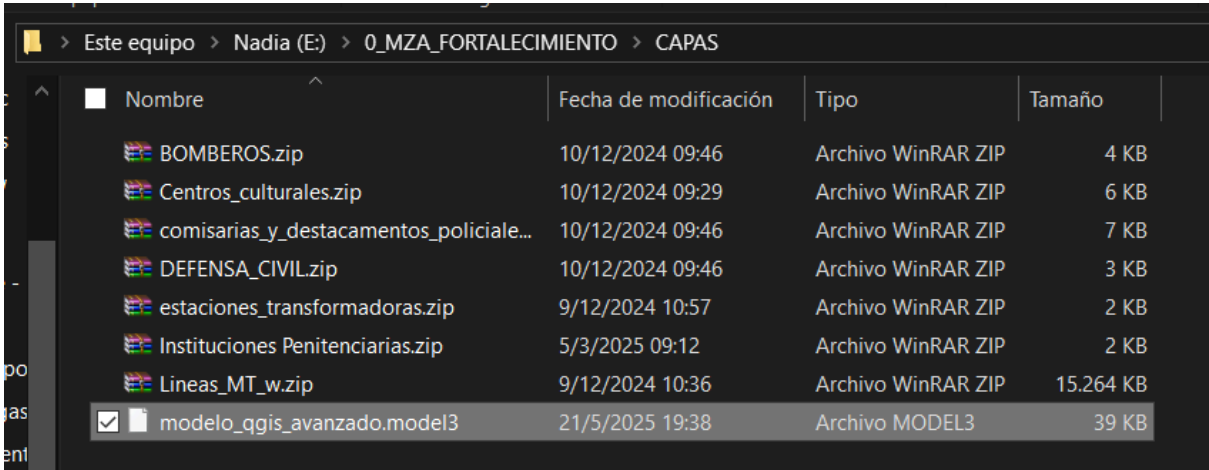 Este equipo > Nadia (E:) > 0_MZA_FORTALECIMIENTO > CAPAS
Nombre Fecha de modificación Tipo Tamaño
BOMBEROS.zip 10/12/2024 09:46 Archivo WinRAR ZIP 4 KB
Centros_culturales.zip 10/12/2024 09:29 Archivo WinRAR ZIP 6 KB
comisarias_y_destacamentos_policiale... 10/12/2024 09:46 Archivo WinRAR ZIP 7 KB
DEFENSA_CIVIL.zip 10/12/2024 09:46 Archivo WinRAR ZIP 3 KB
estaciones_transformadoras.zip 9/12/2024 10:57 Archivo WinRAR ZIP 2 KB
Instituciones Penitenciarias.zip 5/3/2025 09:12 Archivo WinRAR ZIP 2 KB
Lineas_MT_w.zip 9/12/2024 10:36 Archivo WinRAR ZIP 15.264 KB
modelo_qgis_avanzado.model3 21/5/2025 19:38 Archivo MODEL3 39 KB